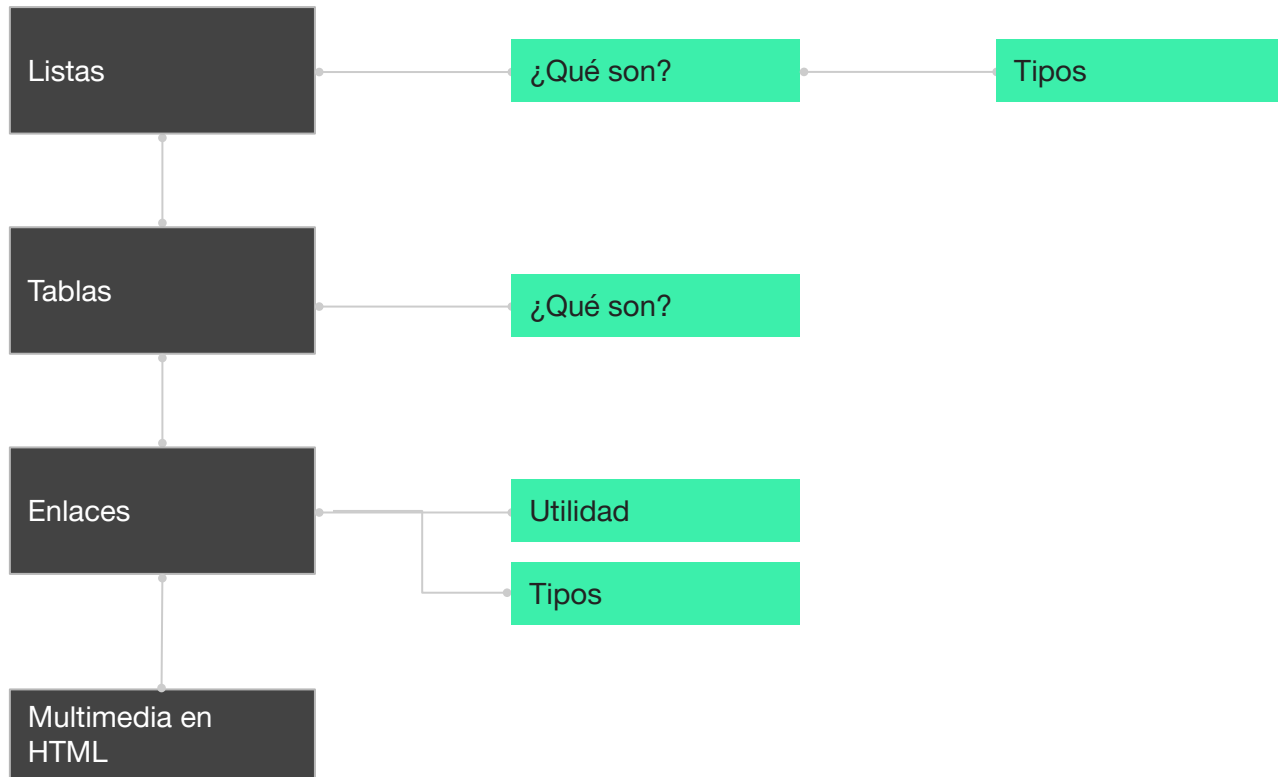 Listas
¿Qué son?
Tipos
Tablas
¿Qué son?
Enlaces
Utilidad
Tipos
Multimedia en
HTML